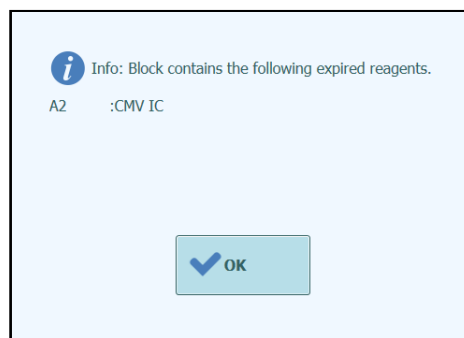 Info: Block contains the following expired reagents.
A2 :CMV IC
OK